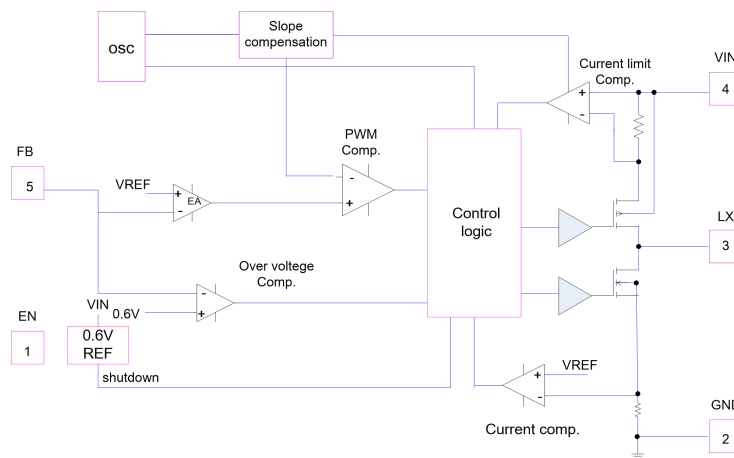 OSC
Slope
compensation
Current limit
Comp.
VIN
4
+
-
PWM
Comp.
FB
5
VREF
+
-
EA
-
+
Control
logic
LX
3
Over voltege
Comp.
-
+
VIN
0.6V
EN
1
0.6V
REF
shutdown
VREF
+
-
Current comp.
GND
2